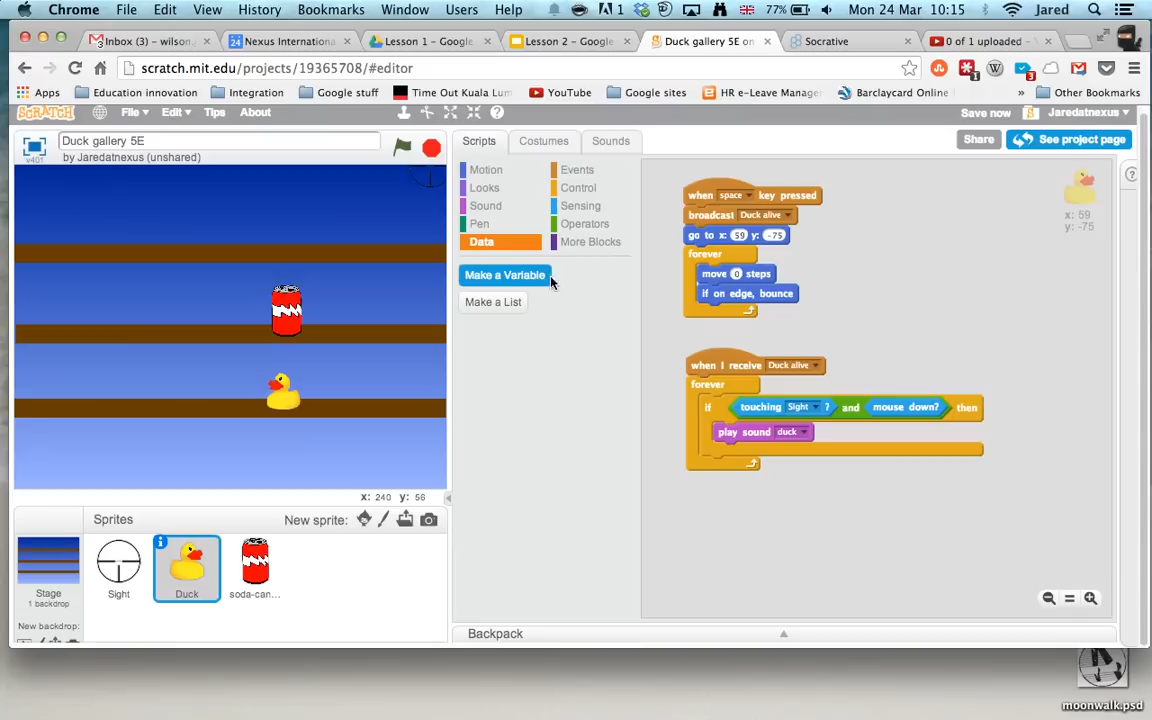 Chrome File Edit View History Bookmarks Window Users Help 1 77% Mon 24 Mar 10:15 Jared
Inbox (3) – wilson. Nexus Internationa Lesson 1 – Google Lesson 2 – Google Duck gallery 5E on Socrative 0 of 1 uploaded –
scratch.mit.edu/projects/19365708/#editor
Apps Education innovation Integration Google stuff Time Out Kuala Lum YouTube Google sites HR e-Leave Manage Barclaycard Online » Other Bookmarks
SCRATCH File Edit Tips About Save now Jaredatnexus
Duck gallery 5E
by Jaredatnexus (unshared)
v401
Scripts Costumes Sounds
Share See project page
Motion Events
Looks Control
Sound Sensing
Pen Operators
Data More Blocks
Make a Variable
Make a List
when space key pressed
broadcast Duck alive
go to x: 59 y: -75
forever
move 0 steps
if on edge, bounce
when I receive Duck alive
forever
if touching Sight ? and mouse down? then
play sound duck
x: 59
y: -75
x: 240 y: 56
Sprites New sprite:
Stage
1 backdrop
New backdrop:
Sight Duck soda-can...
Backpack
moonwalk.psd